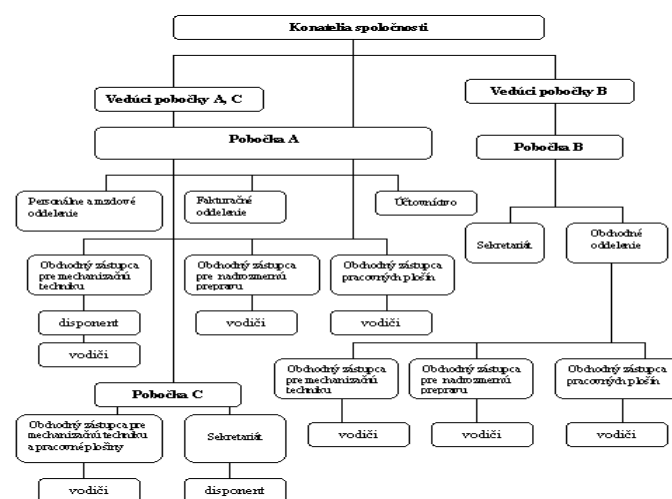 Konatelia spoločnosti
Vedúci pobočky A, C
Vedúci pobočky B
Pobočka A
Pobočka B
Personálne a mzdové
oddelenie
Fakturačné
oddelenie
Účtovníctvo
Sekretariát
Obchodné
oddelenie
Obchodný zástupca
pre mechanizačnú
techniku
Obchodný zástupca
pre nadrozmernú
prepravu
Obchodný zástupca
pracovných plošín
disponent
vodiči
vodiči
vodiči
Obchodný zástupca
pre mechanizačnú
techniku
Obchodný zástupca
pre nadrozmernú
prepravu
Obchodný zástupca
pracovných plošín
vodiči
vodiči
vodiči
Pobočka C
Obchodný zástupca pre
mechanizačnú techniku
a pracovné plošiny
Sekretariát
vodiči
disponent